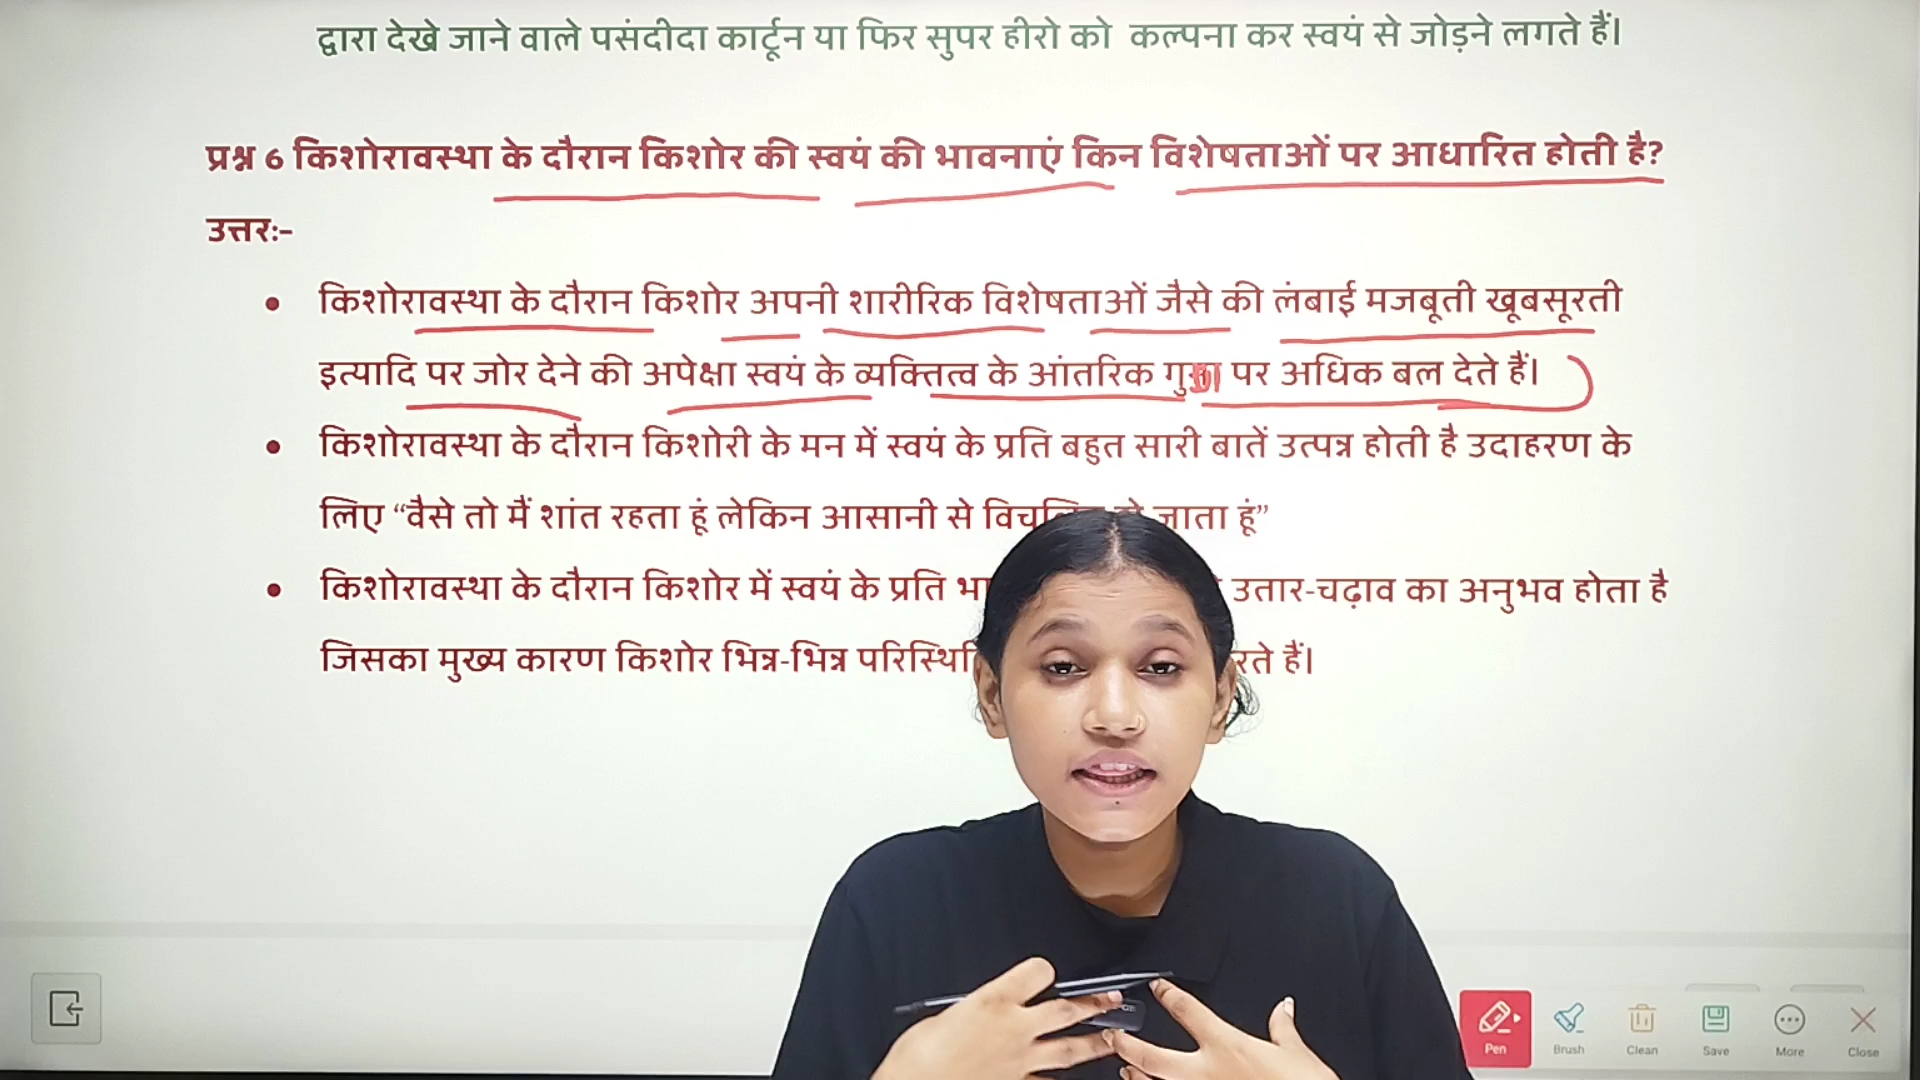 द्वारा देखे जाने वाले पसंदीदा कार्टून या फिर सुपर हीरो को कल्पना कर स्वयं से जोड़ने लगते हैं।
प्रश्न 6 किशोरावस्था के दौरान किशोर की स्वयं की भावनाएं किन विशेषताओं पर आधारित होती है?
उत्तरः-
• किशोरावस्था के दौरान किशोर अपनी शारीरिक विशेषताओं जैसे की लंबाई मजबूती खूबसूरती
इत्यादि पर जोर देने की अपेक्षा स्वयं के व्यक्तित्व के आंतरिक पर अधिक बल देते हैं।
• किशोरावस्था के दौरान किशोरी के मन में स्वयं के प्रति बहुत सारी बातें उत्पन्न होती है उदाहरण के
लिए “वैसे तो मैं शांत रहता हूं लेकिन आसानी से जाता हूं”
• किशोरावस्था के दौरान किशोर में स्वयं के प्रति उतार-चढ़ाव का अनुभव होता है
जिसका मुख्य कारण किशोर भिन्न-भिन्न हैं।
Pen Brush Clean Save More Close